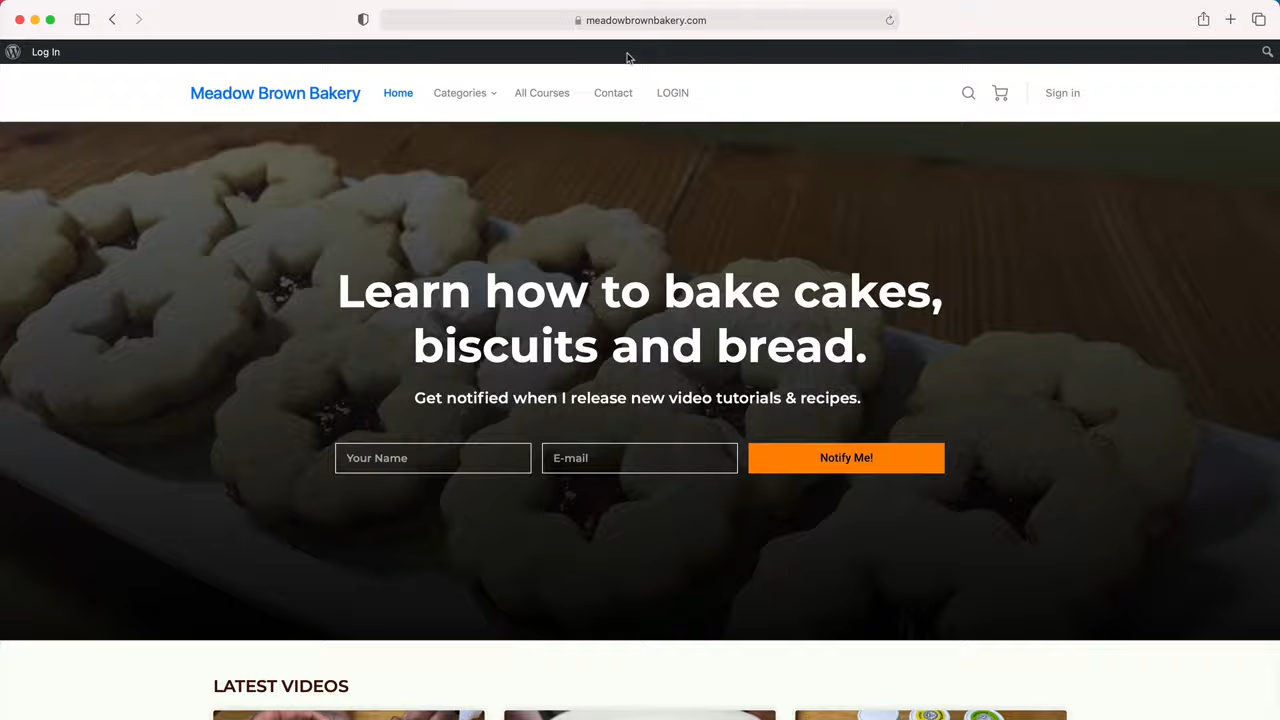 meadowbrownbakery.com
Log In
Meadow Brown Bakery Home Categories All Courses Contact LOGIN Sign in
Learn how to bake cakes,
biscuits and bread.
Get notified when I release new video tutorials & recipes.
Your Name E-mail Notify Me!
LATEST VIDEOS